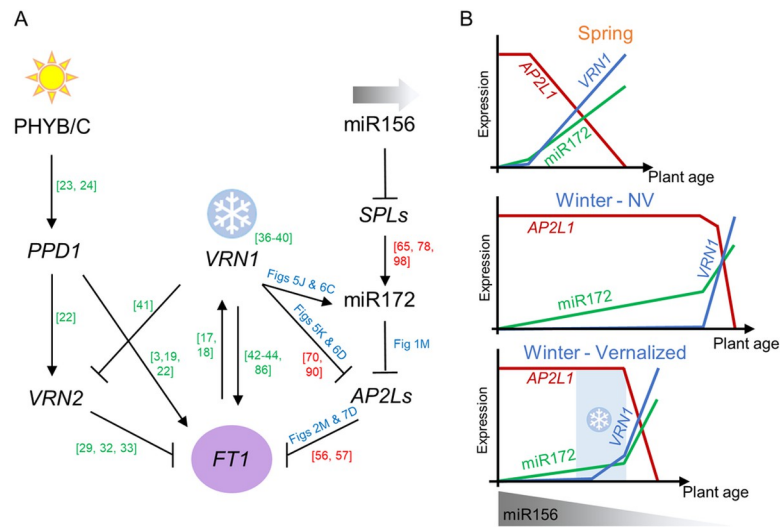 A
PHYB/C
miR156
[23, 24]
SPLs
PPD1
VRN1
[36-40]
[65, 78,
98]
[22]
[41]
Figs 5J & 6C
miR172
[3,19,
22]
[17,
18]
[42-44,
86]
Figs 5K & 6D
[70,
90]
Fig 1M
VRN2
AP2Ls
[29, 32, 33]
FT1
Figs 2M & 7D
[56, 57]
B
Spring
Expression
AP2L1
VRN1
miR172
Plant age
Winter - NV
Expression
AP2L1
VRN1
miR172
Plant age
Winter - Vernalized
Expression
AP2L1
VRN1
miR172
Plant age
miR156